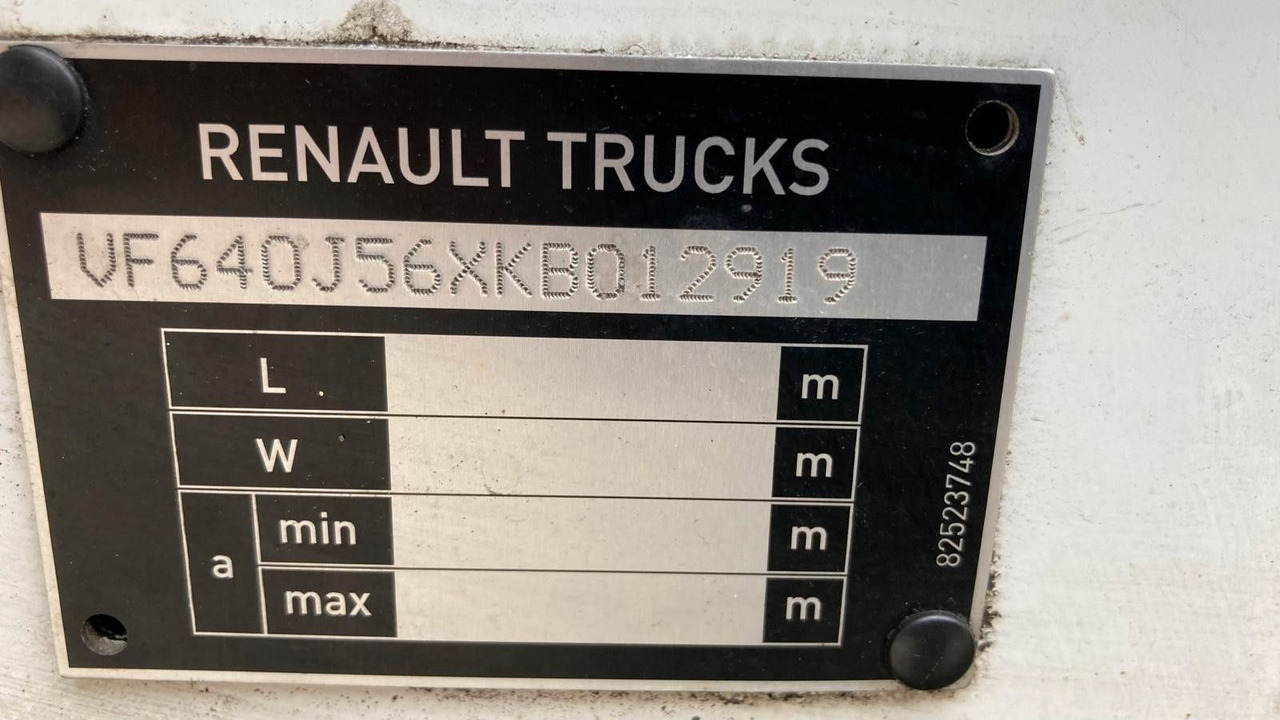 RENAULT TRUCKS
VF640J56XKB012919
L m
W m
a min m
max m
82523748